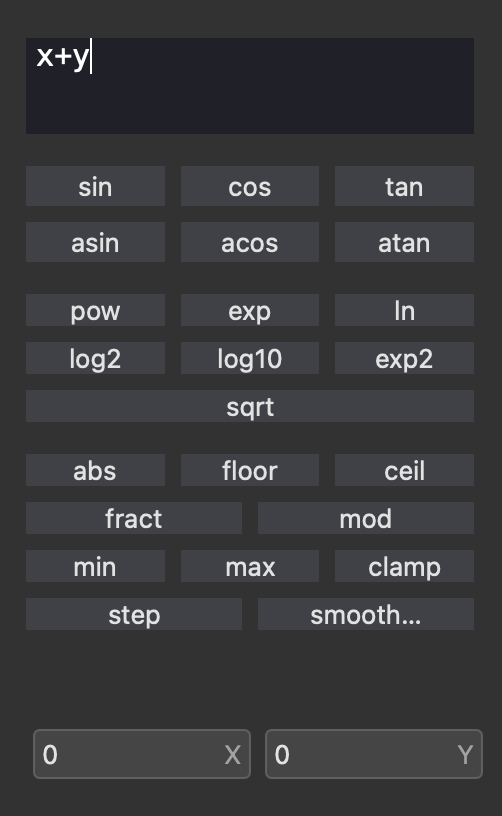 x+y
sin cos tan
asin acos atan
pow exp ln
log2 log10 exp2
sqrt
abs floor ceil
fract mod
min max clamp
step smooth...
0 X 0 Y